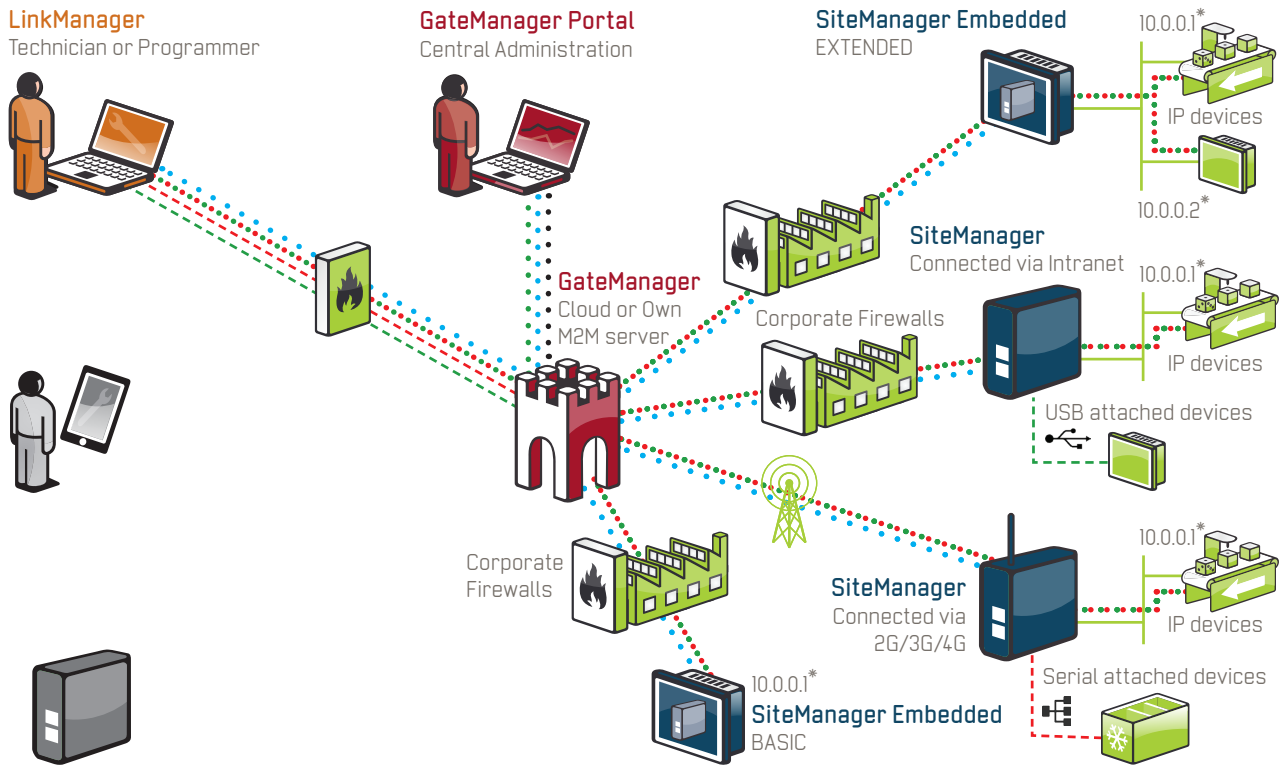 LinkManager
Technician or Programmer
GateManager Portal
Central Administration
SiteManager Embedded
EXTENDED
10.0.0.1*
IP devices
10.0.0.2*
SiteManager
Connected via Intranet
10.0.0.1*
IP devices
GateManager
Cloud or Own
M2M server
Corporate Firewalls
USB attached devices
Corporate
Firewalls
SiteManager
Connected via
2G/3G/4G
10.0.0.1*
IP devices
Serial attached devices
10.0.0.1*
SiteManager Embedded
BASIC